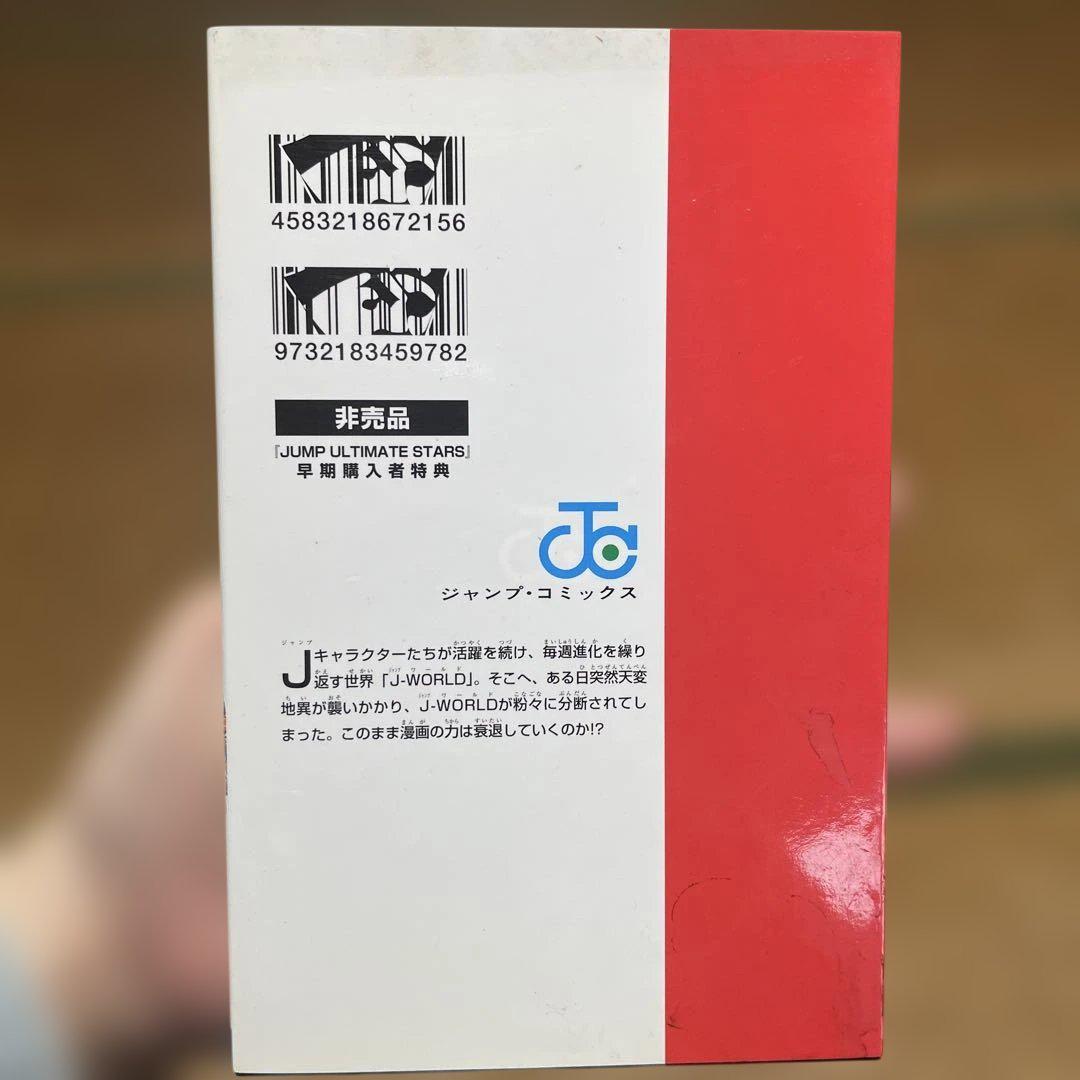 4583218672156
9732183459782
非売品
『JUMP ULTIMATE STARS』
早期購入者特典
JC
ジャンプ・コミックス
Jキャラクターたちが活躍を続け、毎週進化を繰り
返す世界「J-WORLD」。そこへ、ある日突然天変
地異が襲いかかり、J-WORLDが粉々に分断されてし
まった。このまま漫画の力は衰退していくのか!?